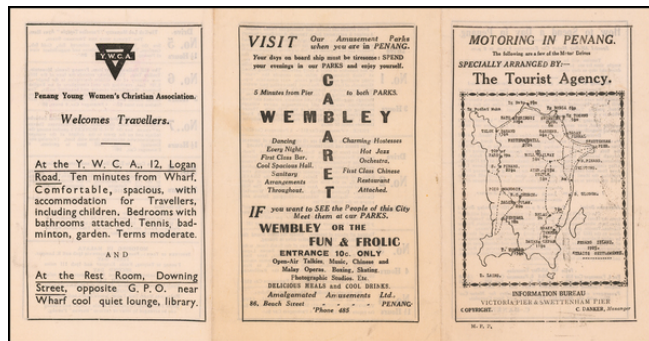 Y.W.C.A.
Penang Young Women's Christian Association.
Welcomes Travellers.
At the Y. W. C. A., 12, Logan
Road. Ten minutes from Wharf,
Comfortable, spacious, with
accommodation for Travellers,
including children. Bedrooms with
bathrooms attached. Tennis, bad-
minton, garden. Terms moderate.
AND
At the Rest Room, Downing
Street, opposite G. P. O. near
Wharf cool quiet lounge, library.
VISIT Our Amusement Parks
when you are in PENANG.
Your days on board ship must be tiresome: SPEND
your evenings in our PARKS and enjoy yourself.
CABARET
5 Minutes from Pier to both PARKS.
WEMBLEY
Dancing
Every Night.
First Class Bar.
Cool Spacious Hall.
Sanitary
Arrangements
Throughout.
Charming Hostesses
Hot Jazz
Orchestra,
First Class Chinese
Restaurant
Attached.
IF you want to SEE the People of this City
Meet them at our PARKS.
WEMBLEY OR THE
FUN & FROLIC
ENTRANCE 10c. ONLY
Open-Air Talkies, Music, Chinese and
Malay Operas, Boxing, Skating.
Photographic Studios. Etc.
DELICIOUS MEALS and COOL DRINKS.
Amalgamated Amusements Ltd.
86, Beach Street - - - - PENANG
'Phone 485
MOTORING IN PENANG.
The following are a few of the Motor Drives
SPECIALLY ARRANGED BY:—
The Tourist Agency.
INFORMATION BUREAU
VICTORIA PIER & SWETTENHAM PIER
COPYRIGHT.
Manager
M. P. P,